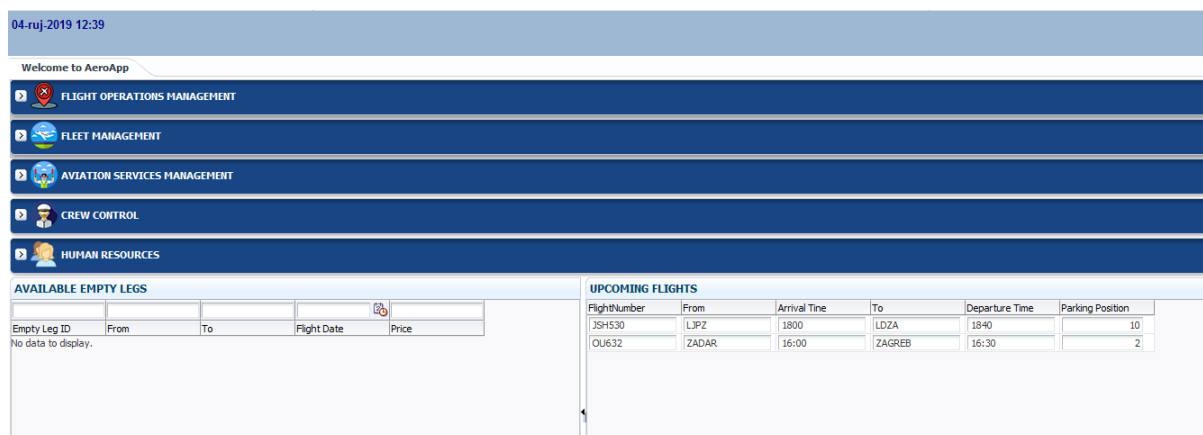 04-ruj-2019 12:39
Welcome to AeroApp
FLIGHT OPERATIONS MANAGEMENT
FLEET MANAGEMENT
AVIATION SERVICES MANAGEMENT
CREW CONTROL
HUMAN RESOURCES
AVAILABLE EMPTY LEGS
Empty Leg ID From To Flight Date Price
No data to display.
UPCOMING FLIGHTS
FlightNumber From Arrival Tine To Departure Time Parking Position
JSH530 LJPZ 1800 LDZA 1840 10
OU632 ZADAR 16:00 ZAGREB 16:30 2